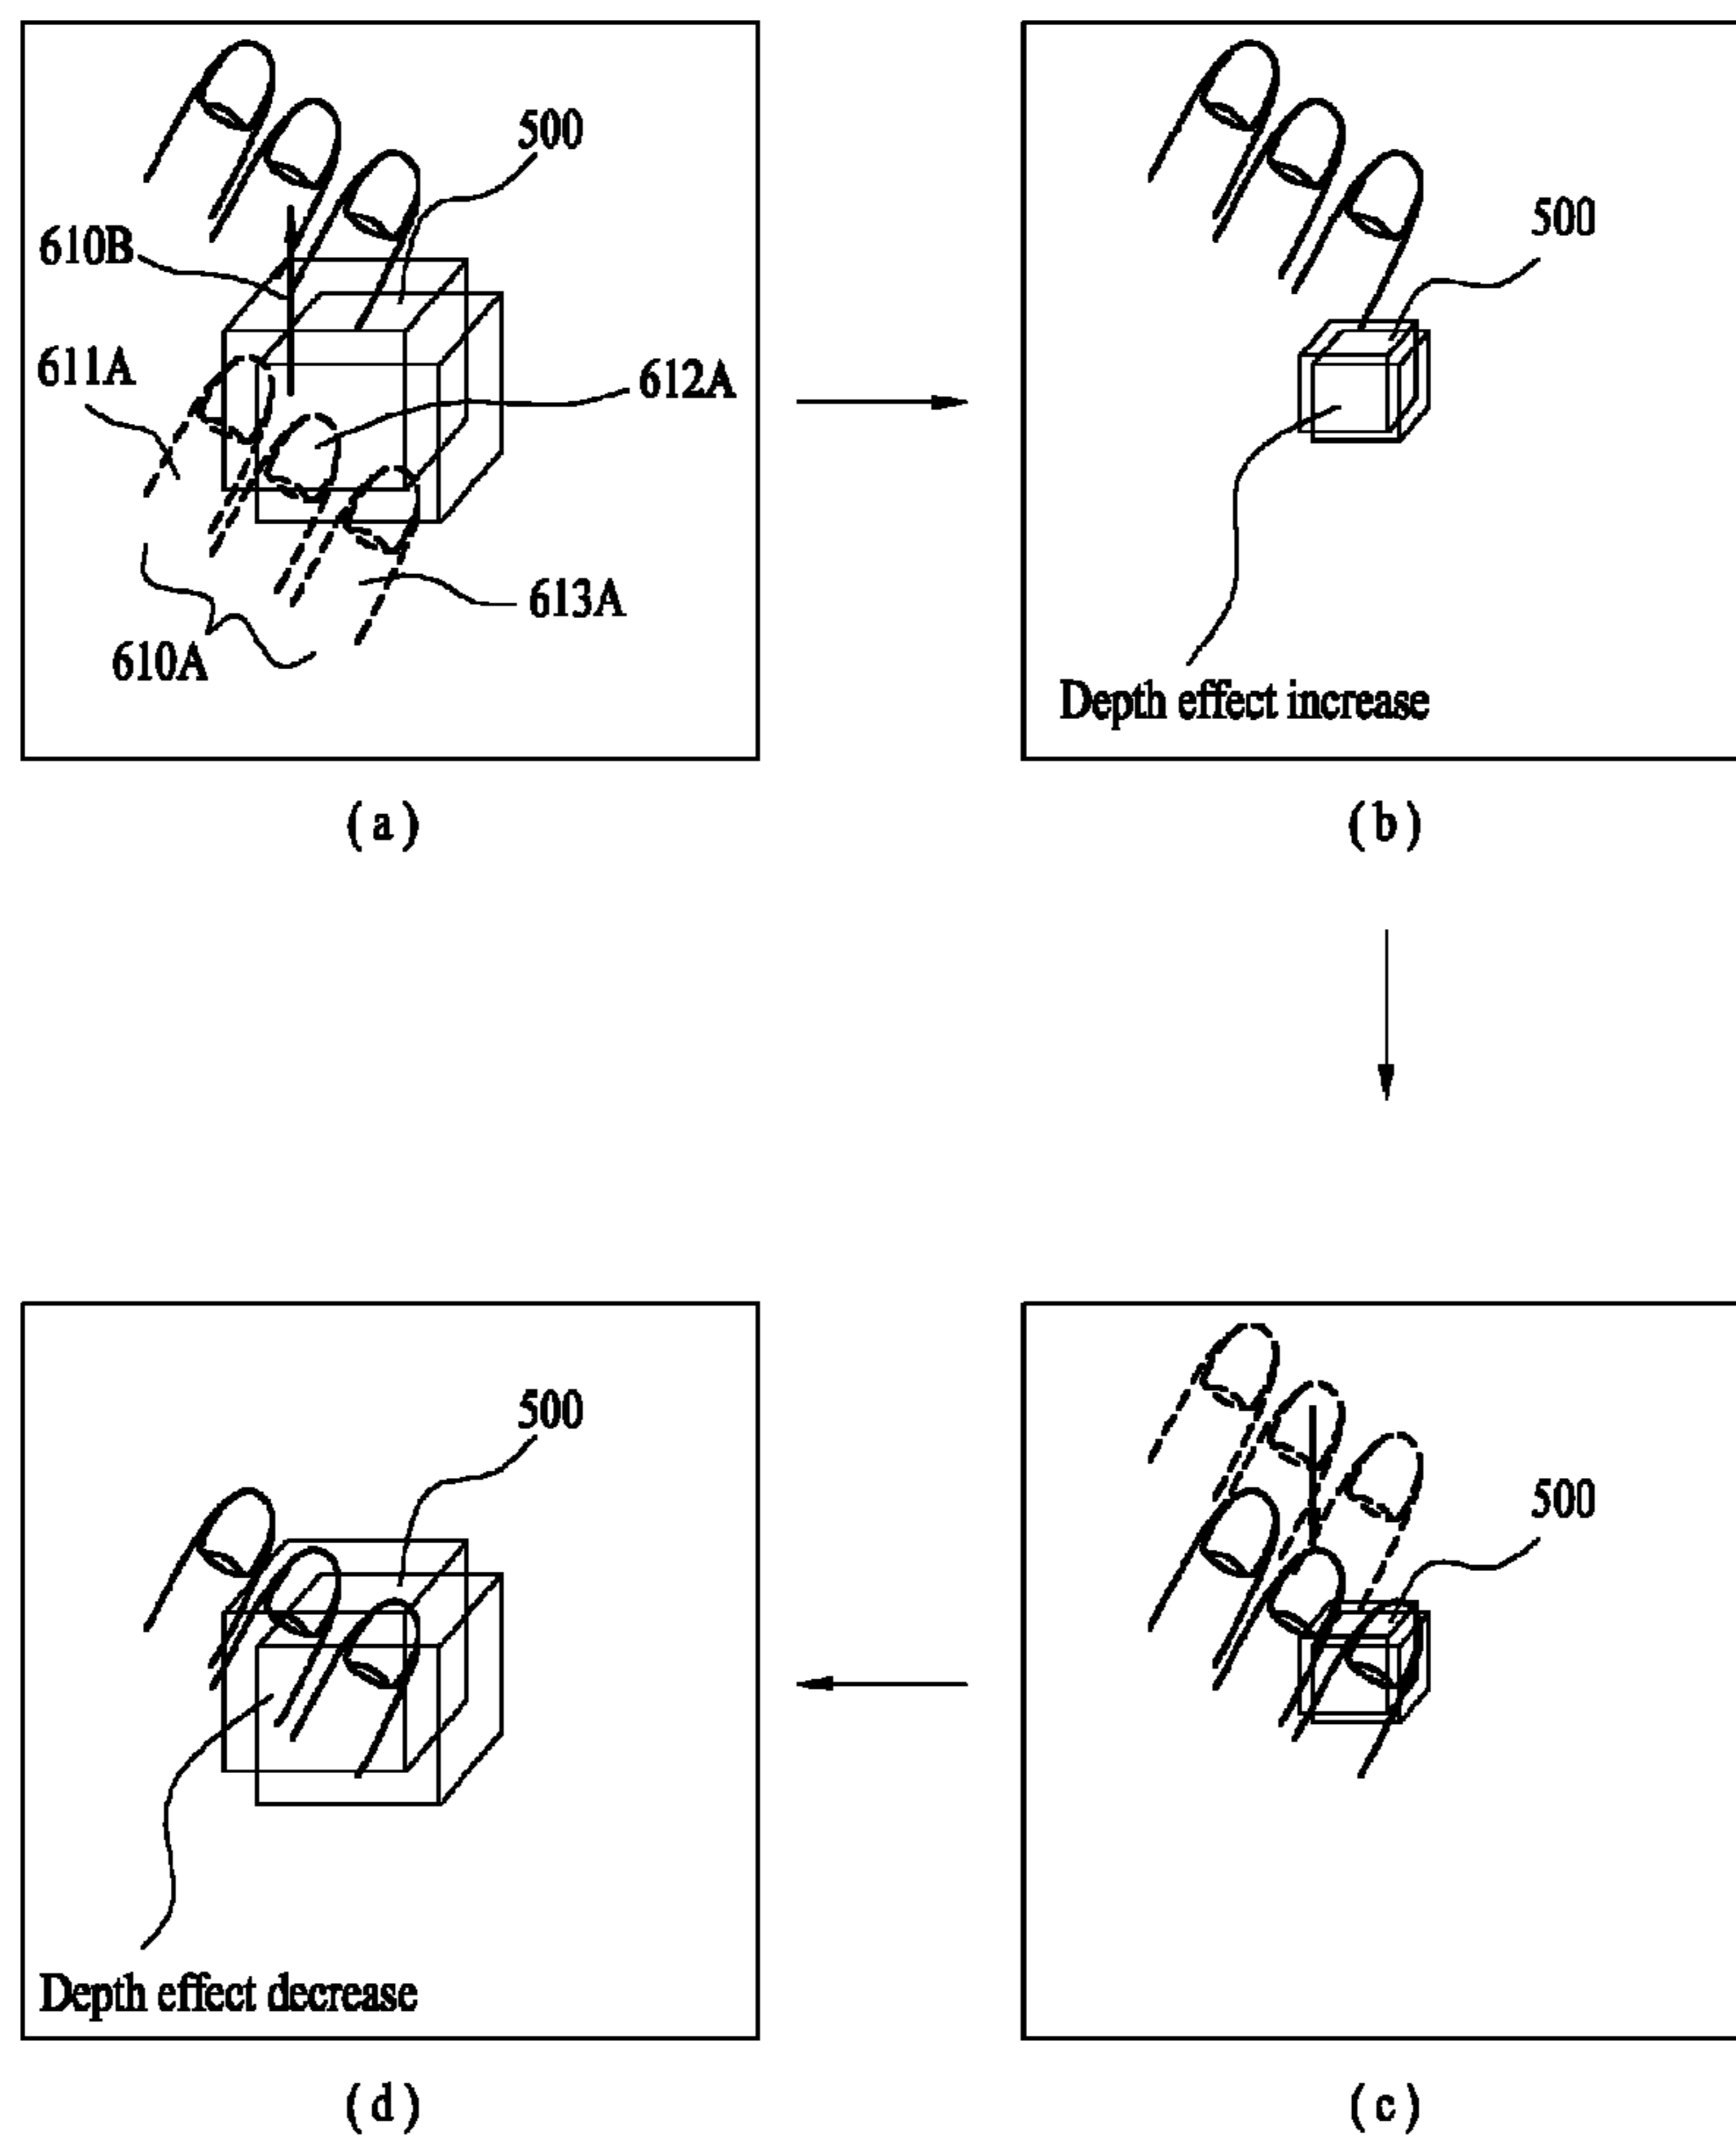 500
610B
611A
612A
613A
610A
(a)
500
Depth effect increase
(b)
500
Depth effect decrease
(d)
500
(c)